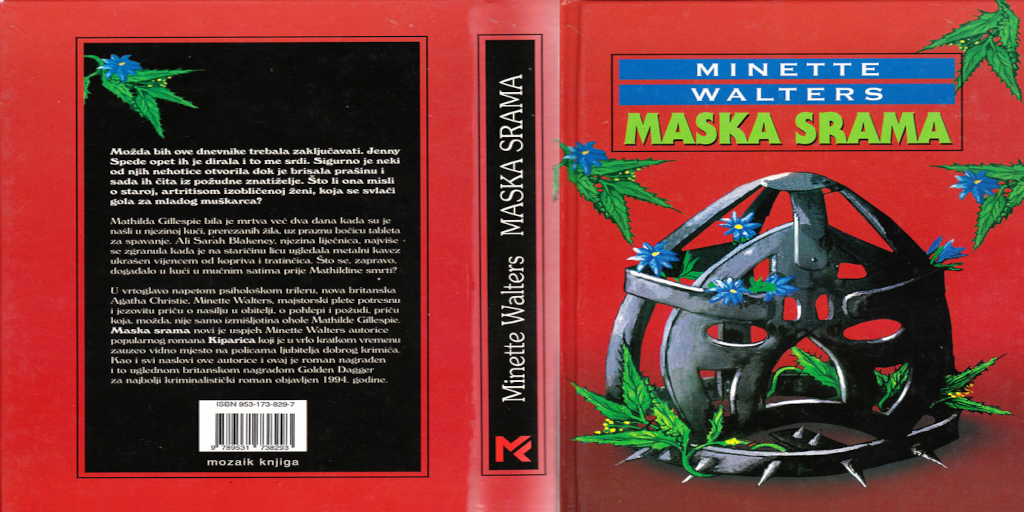 Možda bih ove dnevnike trebala zaključavati. Jenny
Spede opet ih je dirala i to me srdi. Sigurno je neki
od njih nehotice otvorila dok je brisala prašinu i
sada ih čita iz požudne znatiželje. Što li ona misli
o staroj, artritisom izobličenoj ženi, koja se svlači
gola za mladog muškarca?
Mathilda Gillespie bila je mrtva već dva dana kada su je
našli u njezinoj kući, prerezanih žila, uz praznu bočicu tableta
za spavanje. Ali Sarah Blakeney, njezina liječnica, najviše -
se zgranula kada je na staričinu licu ugledala metalni kavez
ukrašen vijencem od kopriva i tratinčica. Što se, zapravo,
događalo u kući u mučnim satima prije Mathildine smrti?
U vrtoglavo napetom psihološkom trileru, nova britanska
Agatha Christie, Minette Walters, majstorski plete potresnu
i jezovitu priču o nasilju u obitelji, o pohlepi i požudi, priču
koja, možda, nije samo izmišljotina ohole Mathilde Gillespie.
Maska srama novi je uspjeh Minette Walters autorice
popularnog romana Kiparica koji je u vrlo kratkom vremenu
zauzeo vidno mjesto na policama ljubitelja dobrog krimića.
Kao i svi naslovi ove autorice i ovaj je roman nagrađen
i to uglednom britanskom nagradom Golden Dagger
za najbolji kriminalistički roman objavljen 1994. godine.
ISBN 953-173-829-7
9 789531 738293
mozaik knjiga
Minette Walters MASKA SRAMA
MINETTE
WALTERS
MASKA SRAMA